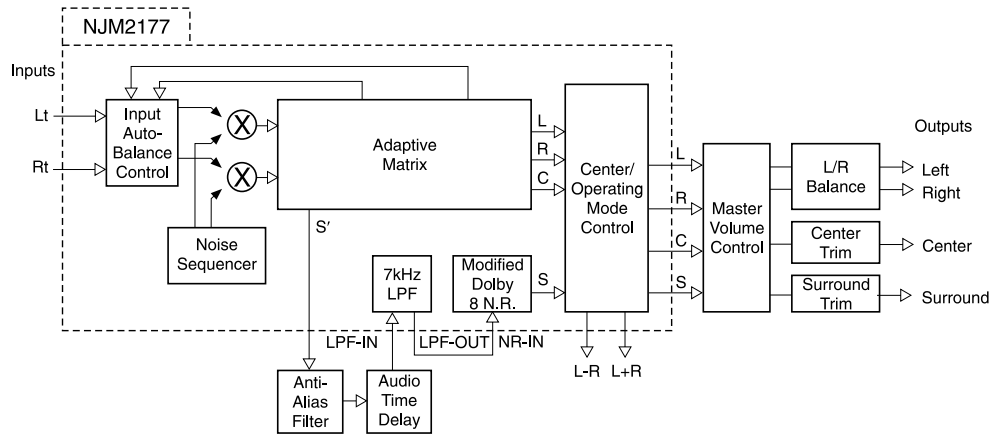 NJM2177
Inputs
Lt
Rt
Input
Auto-
Balance
Control
X
X
Noise
Sequencer
Adaptive
Matrix
L
R
C
S′
7kHz
LPF
Modified
Dolby
8 N.R.
S
Center/
Operating
Mode
Control
L
R
C
S
Master
Volume
Control
Outputs
L/R
Balance
Left
Right
Center
Trim
Center
Surround
Trim
Surround
LPF-IN
LPF-OUT
NR-IN
L-R
L+R
Anti-
Alias
Filter
Audio
Time
Delay